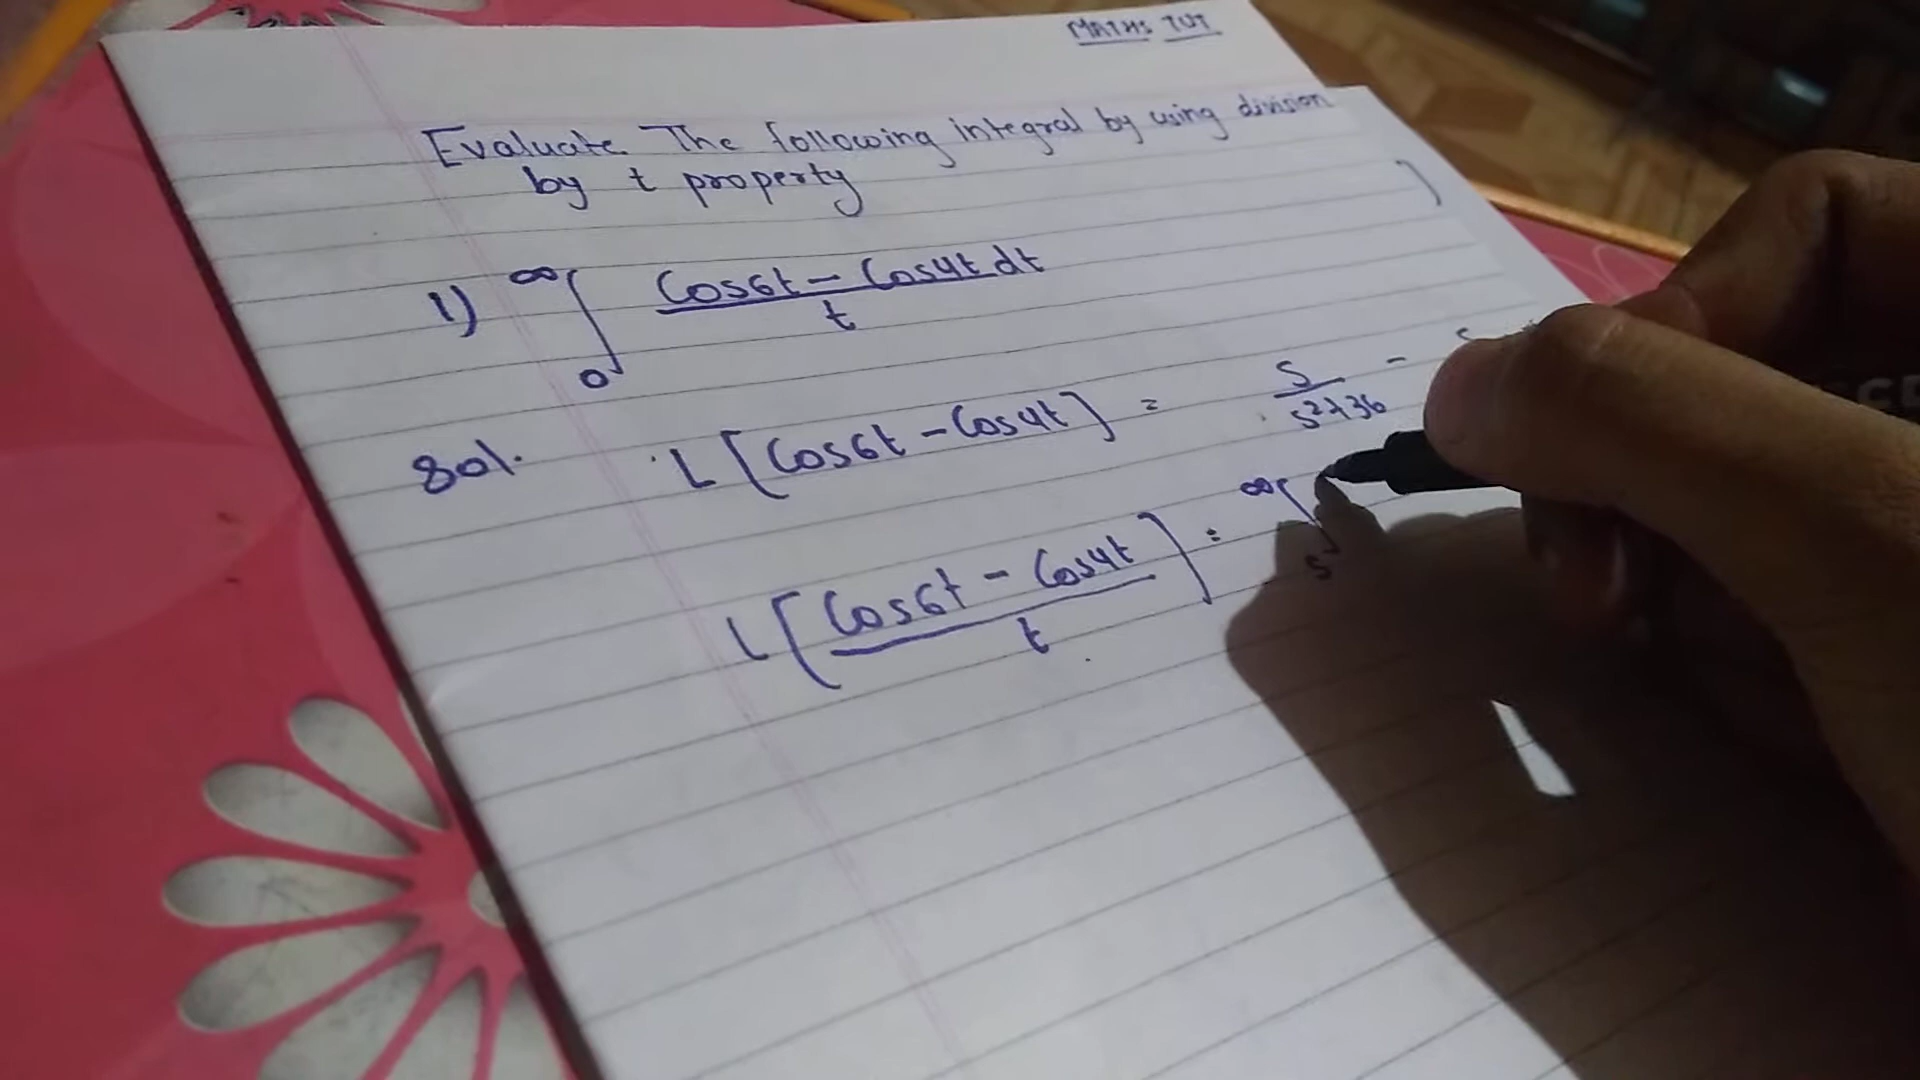 MATHS TUT
Evaluate The following integral by using division
by t property
1) ∞∫0 (Cos6t - Cos4t)/t dt
Sol. L [Cos6t - Cos4t] = s/(s²+36) - s
L [(Cos6t - Cos4t)/t] = ∞∫s